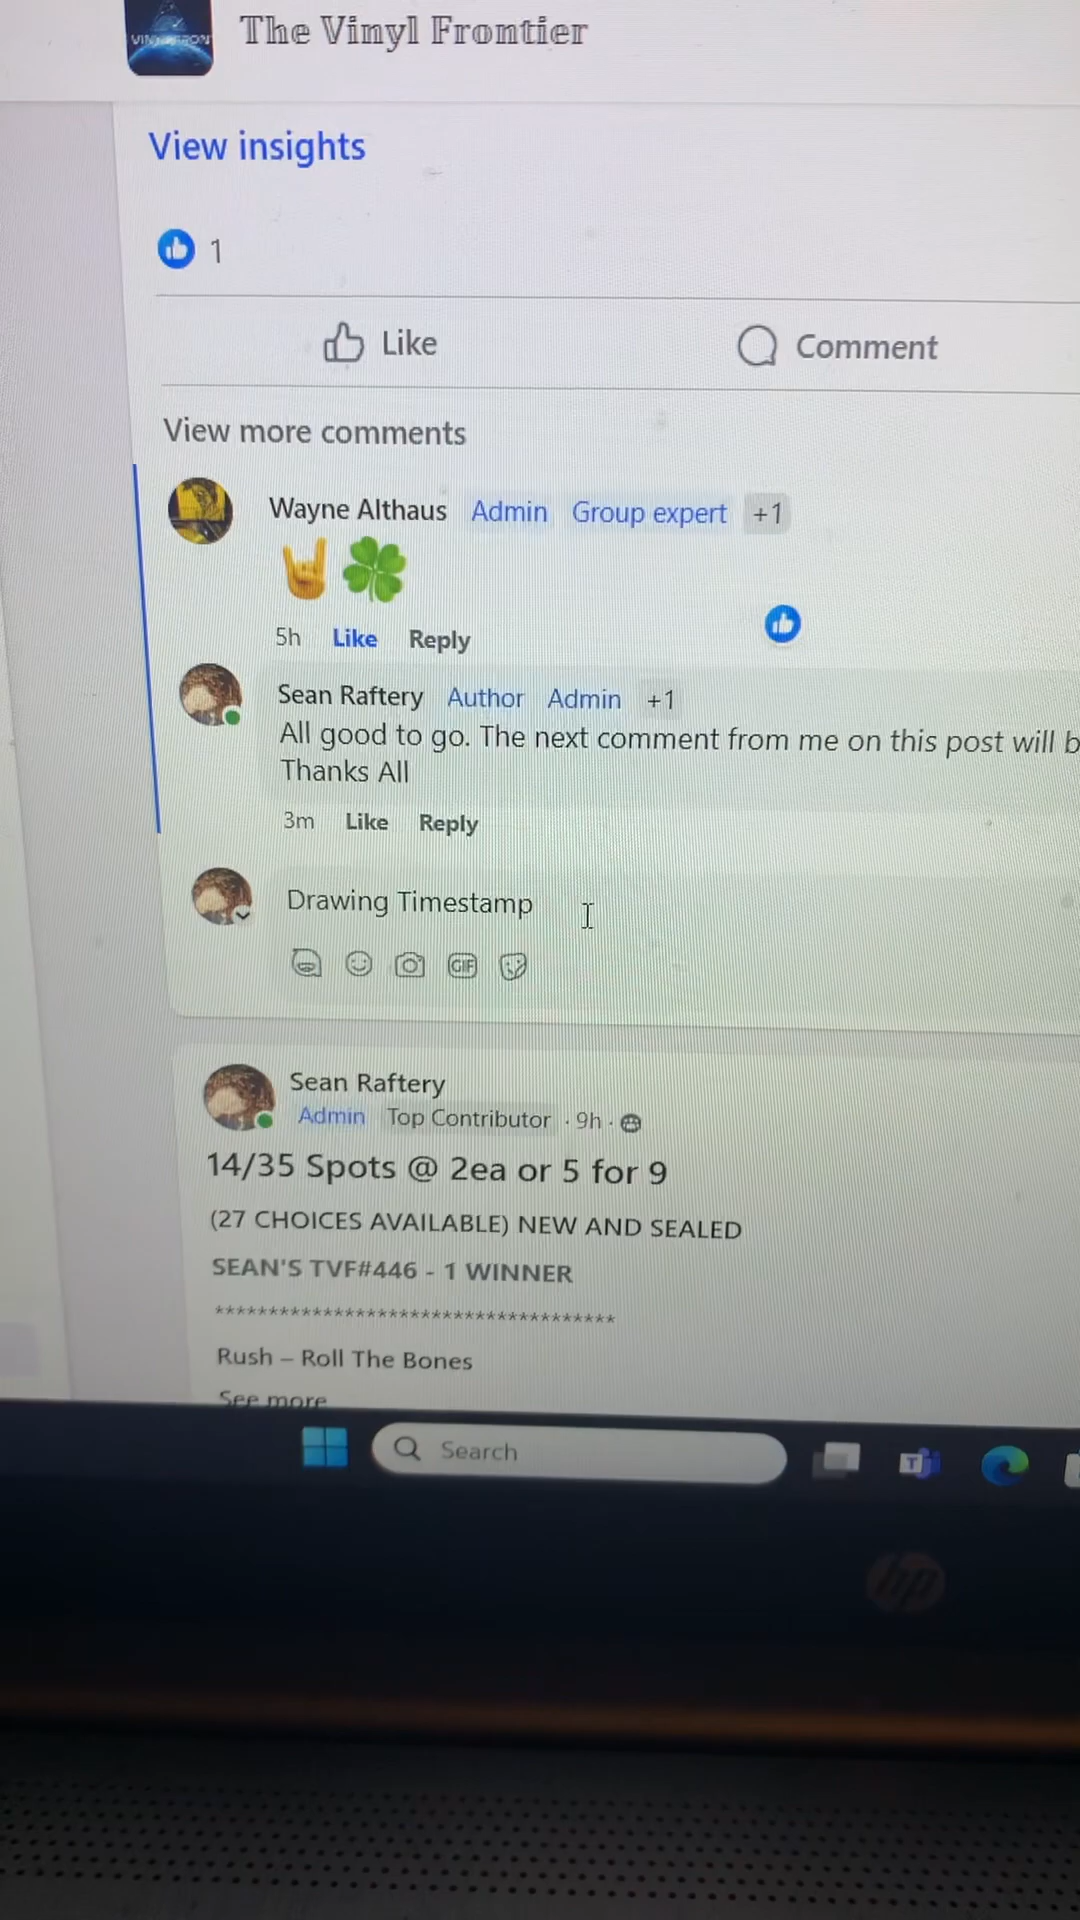 The Vinyl Frontier
View insights
1
Like Comment
View more comments
Wayne Althaus Admin Group expert +1
5h Like Reply
Sean Raftery Author Admin +1
All good to go. The next comment from me on this post will b
Thanks All
3m Like Reply
Drawing Timestamp
GIF
Sean Raftery
Admin Top Contributor · 9h ·
14/35 Spots @ 2ea or 5 for 9
(27 CHOICES AVAILABLE) NEW AND SEALED
SEAN'S TVF#446 - 1 WINNER
*************************************
Rush – Roll The Bones
See more
Search
T
hp